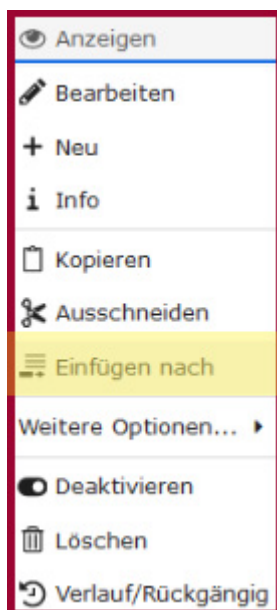 Anzeigen
Bearbeiten
Neu
Info
Kopieren
Ausschneiden
Einfügen nach
Weitere Optionen...
Deaktivieren
Löschen
Verlauf/Rückgängig